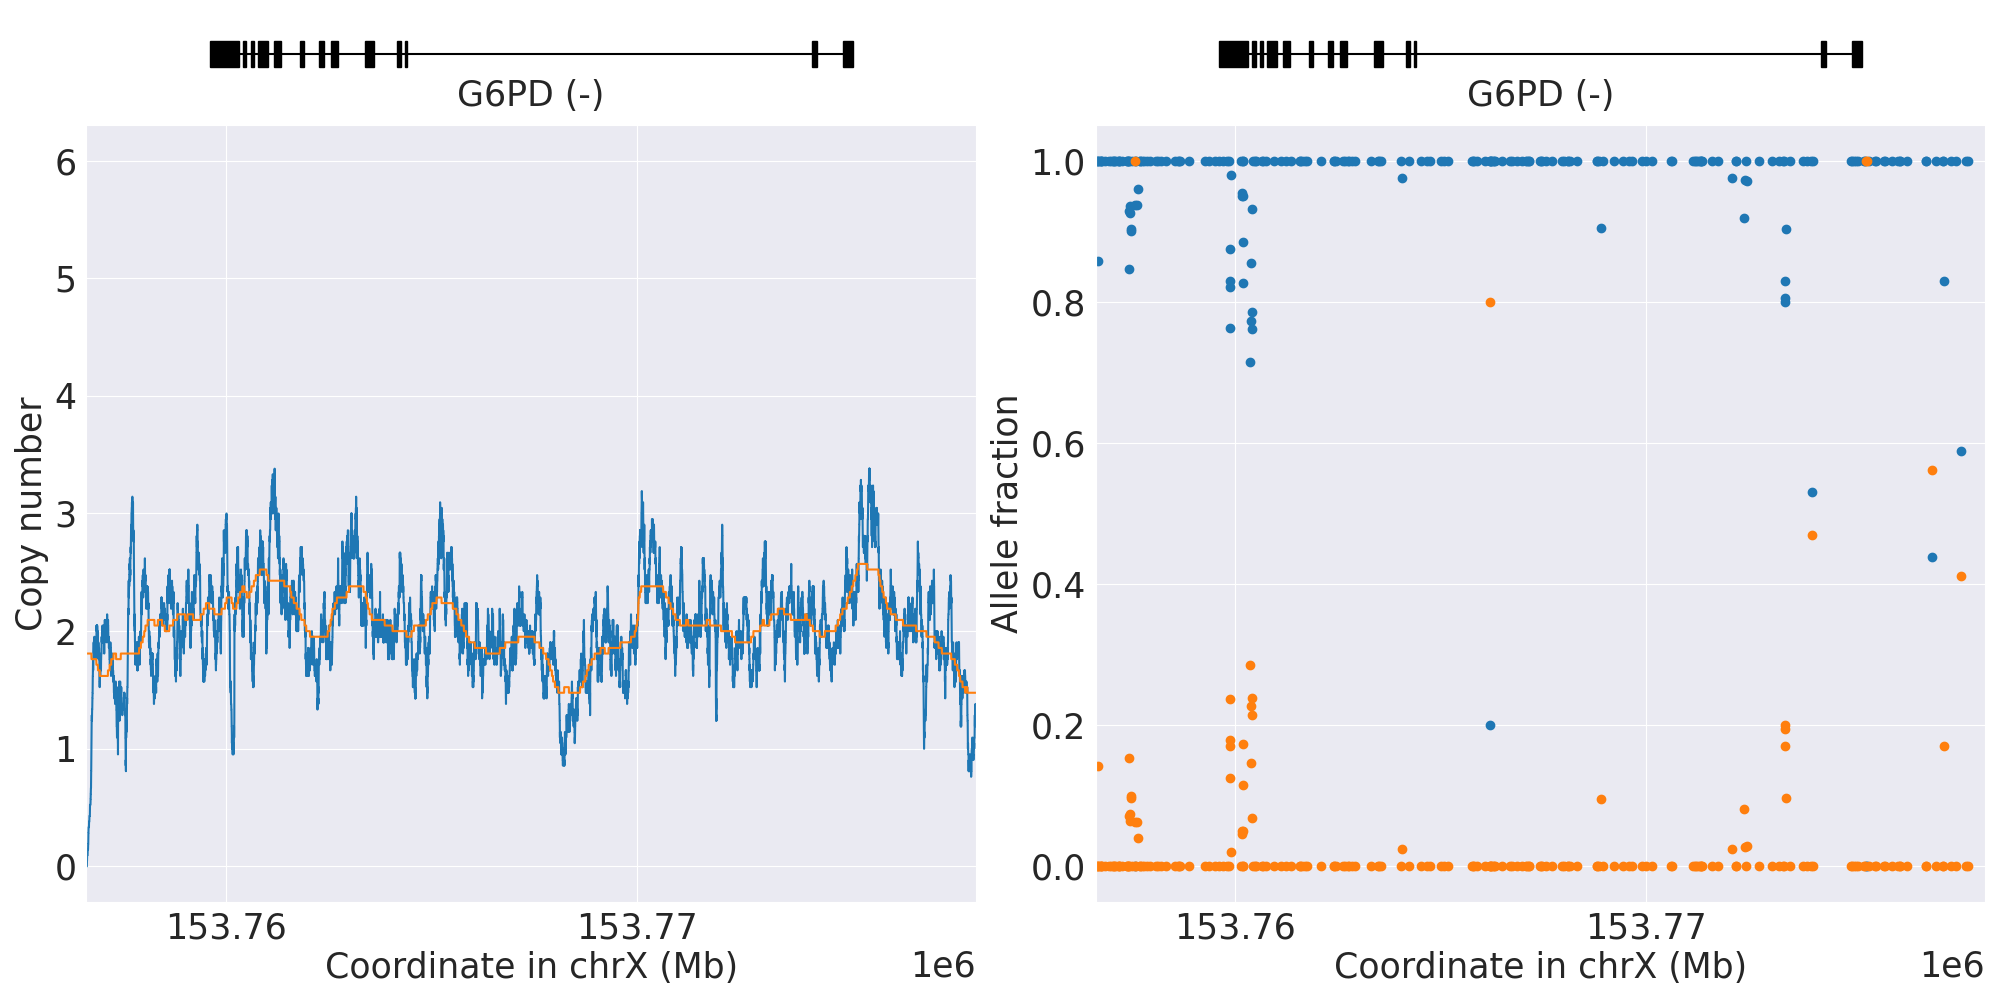 G6PD (-)
G6PD (-)
Copy number
6
5
4
3
2
1
0
153.76
153.77
Coordinate in chrX (Mb)
1e6
Allele fraction
1.0
0.8
0.6
0.4
0.2
0.0
153.76
153.77
Coordinate in chrX (Mb)
1e6